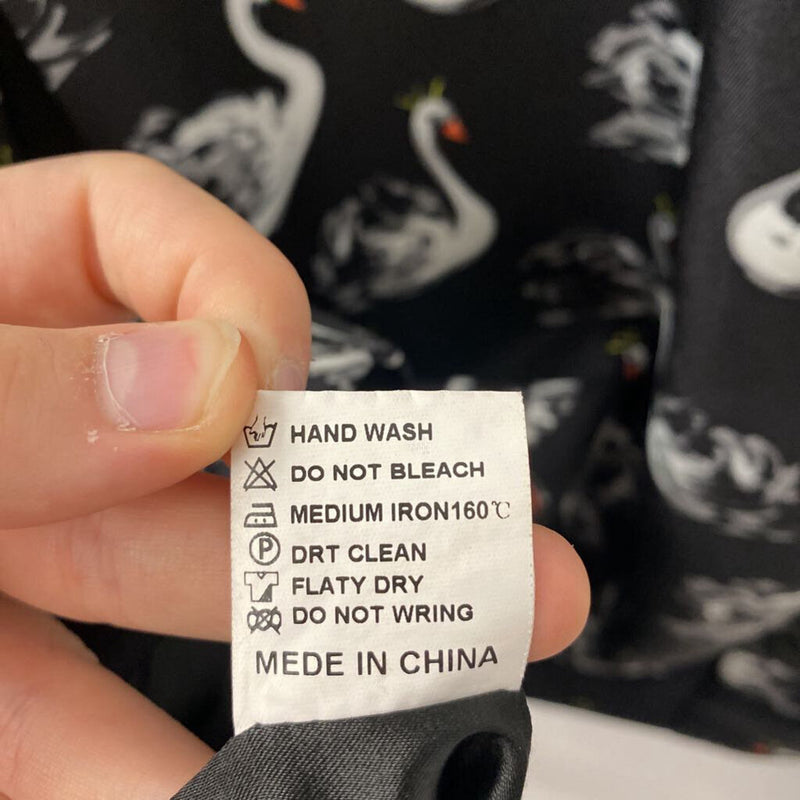 HAND WASH
DO NOT BLEACH
MEDIUM IRON160℃
P DRT CLEAN
FLATY DRY
DO NOT WRING
MEDE IN CHINA